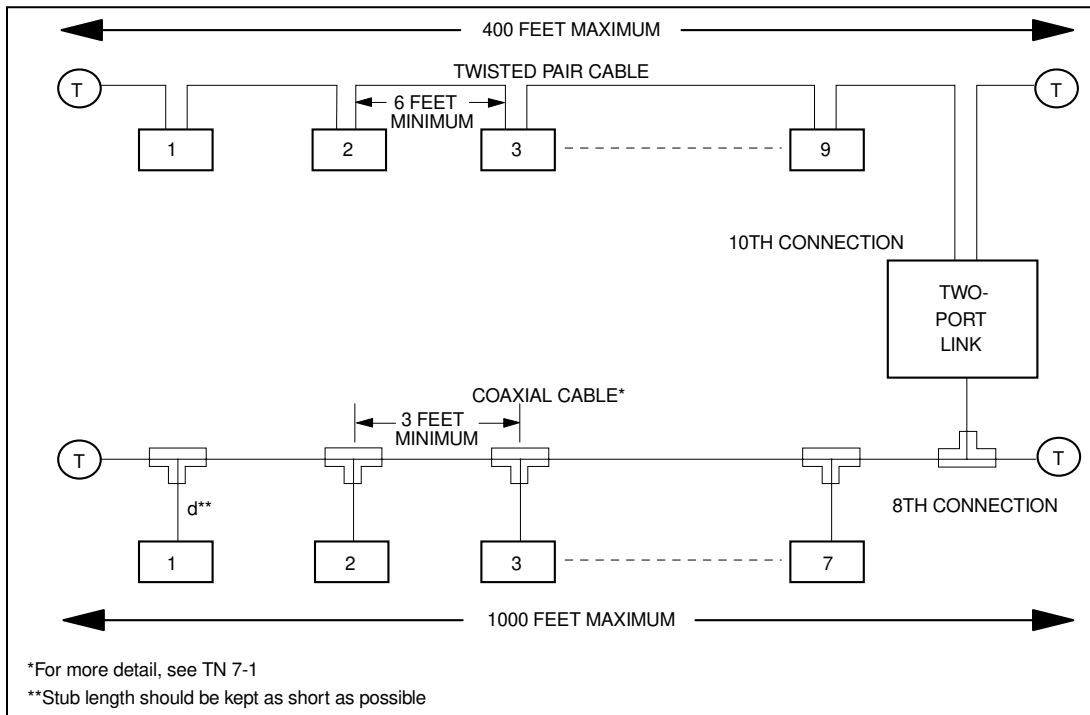 400 FEET MAXIMUM
TWISTED PAIR CABLE
T
T
6 FEET
MINIMUM
1
2
3
9
10TH CONNECTION
TWO-
PORT
LINK
COAXIAL CABLE*
3 FEET
MINIMUM
T
T
d**
8TH CONNECTION
1
2
3
7
1000 FEET MAXIMUM
*For more detail, see TN 7-1
**Stub length should be kept as short as possible